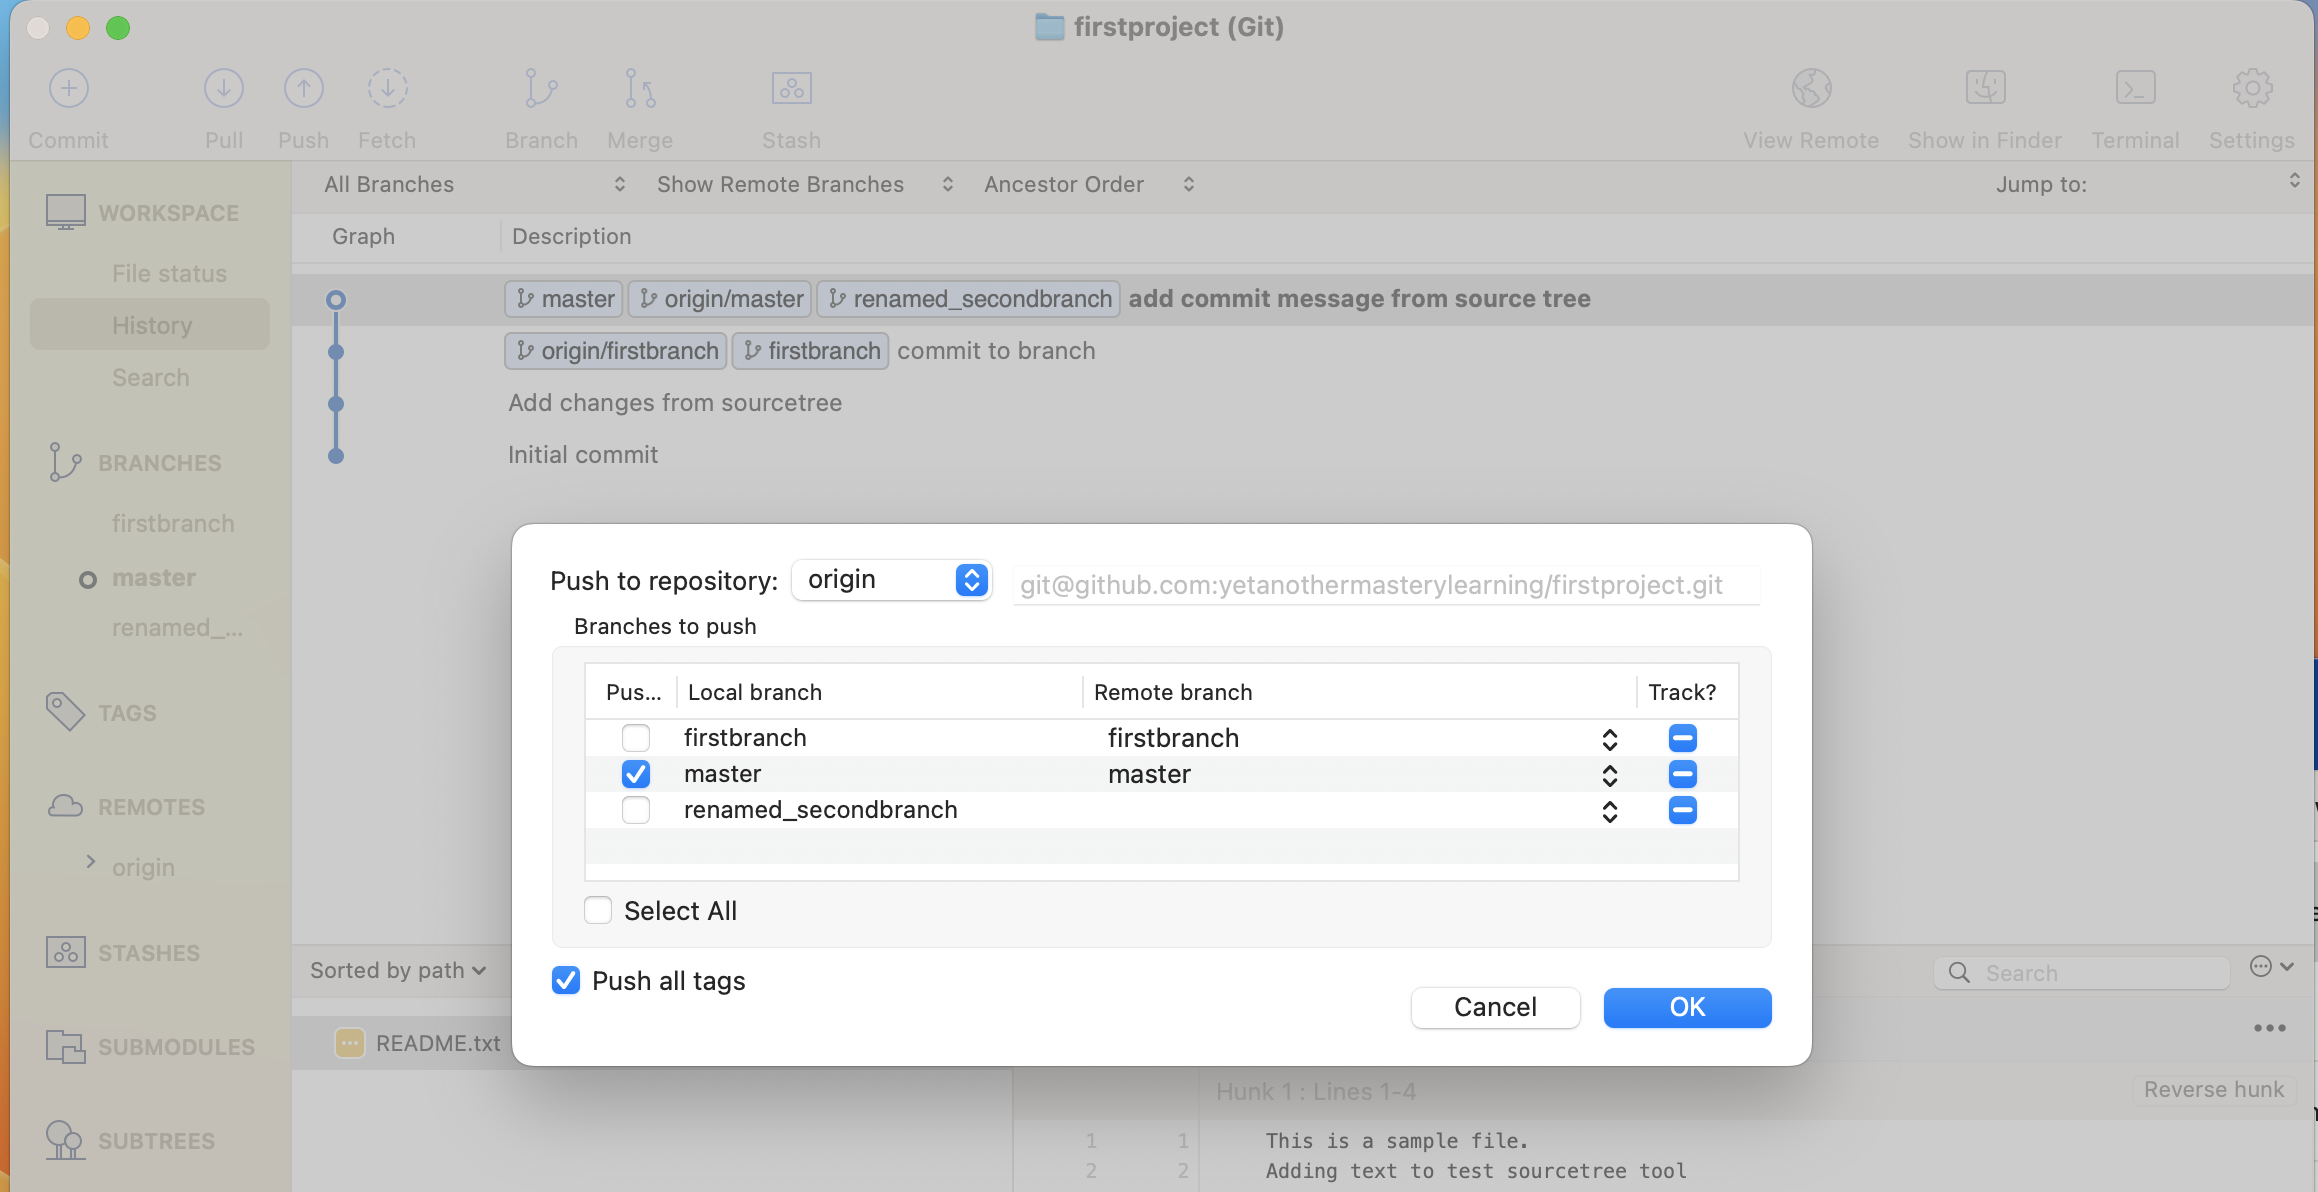 firstproject (Git)
Commit Pull Push Fetch Branch Merge Stash View Remote Show in Finder Terminal Settings
All Branches Show Remote Branches Ancestor Order Jump to:
Graph Description
master origin/master renamed_secondbranch add commit message from source tree
origin/firstbranch firstbranch commit to branch
Add changes from sourcetree
Initial commit
WORKSPACE
File status
History
Search
BRANCHES
firstbranch
master
renamed_...
TAGS
REMOTES
origin
STASHES
SUBMODULES
SUBTREES
Push to repository: origin git@github.com:yetanothermasterylearning/firstproject.git
Branches to push
Pus... Local branch Remote branch Track?
firstbranch firstbranch
master master
renamed_secondbranch
Select All
Push all tags
Cancel OK
Sorted by path Search
README.txt
Hunk 1 : Lines 1-4 Reverse hunk
1 1 This is a sample file.
2 2 Adding text to test sourcetree tool